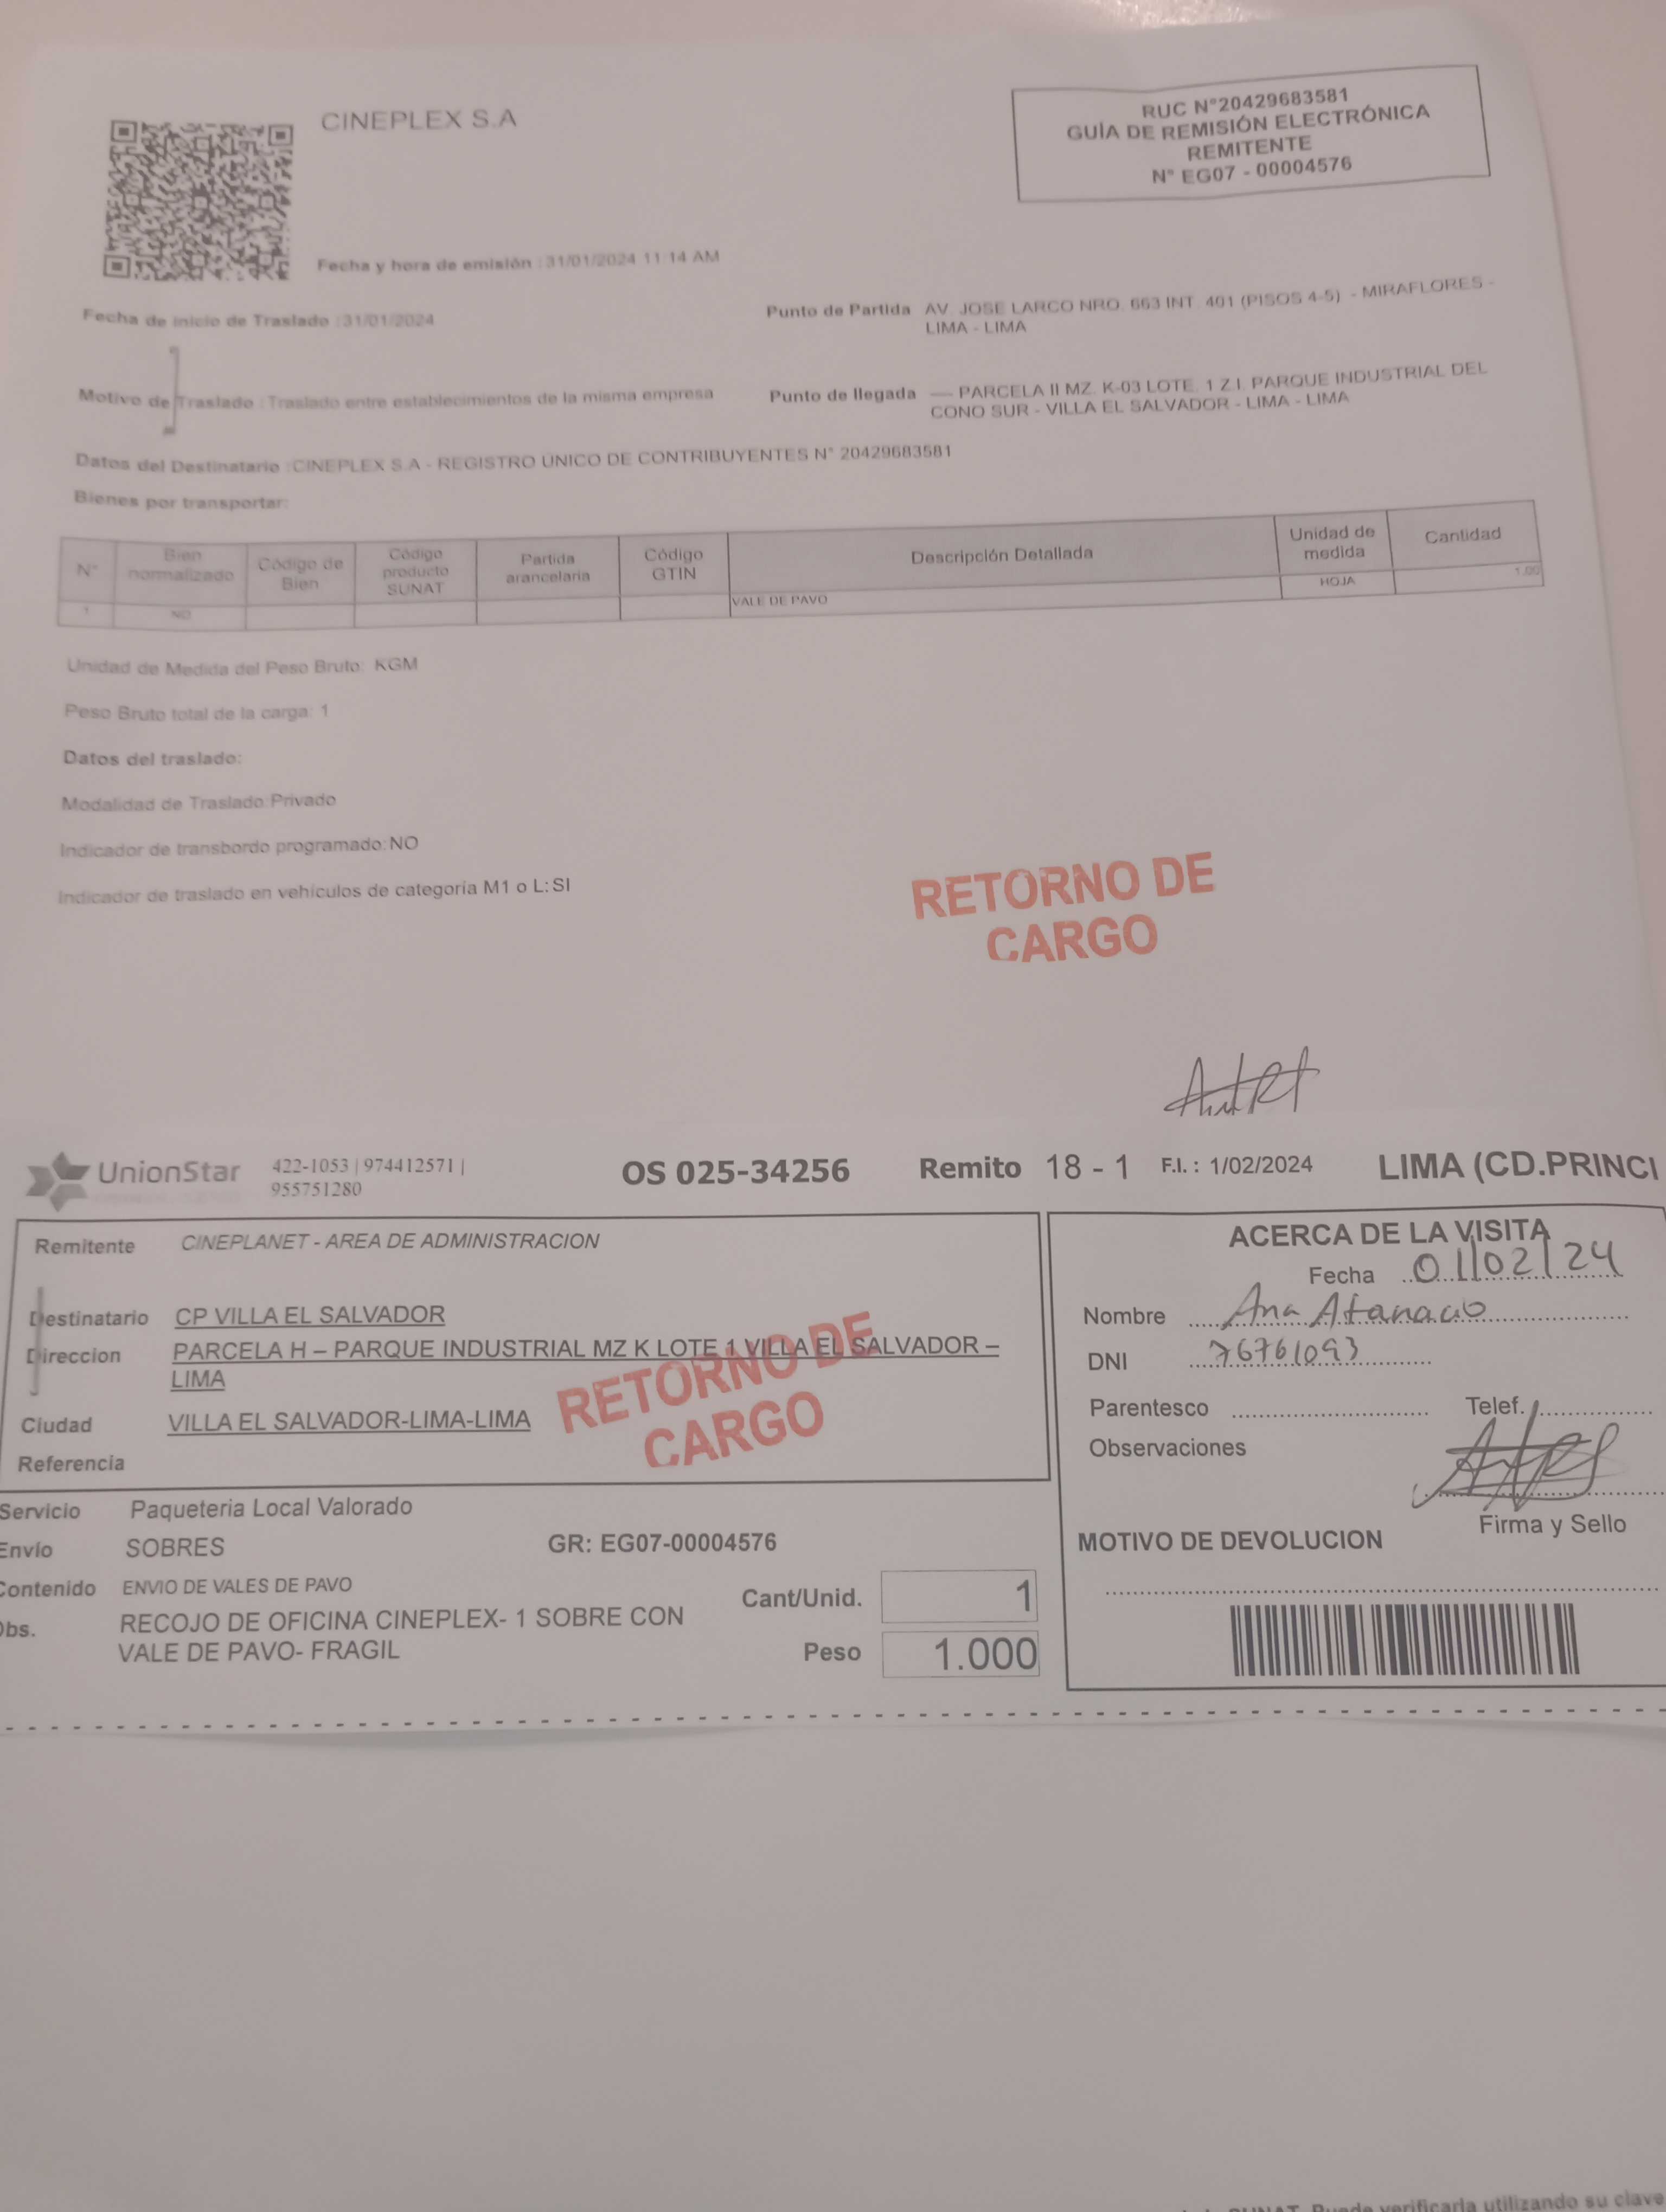 CINEPLEX S.A
RUC N°20429683581
GUÍA DE REMISIÓN ELECTRÓNICA
REMITENTE
N° EG07 - 00004576
Fecha y hora de emisión : 31/01/2024 11:14 AM
Fecha de inicio de Traslado :31/01/2024
Punto de Partida AV. JOSE LARCO NRO. 663 INT. 401 (PISOS 4-5) - MIRAFLORES -
LIMA - LIMA
Motivo de Traslado : Traslado entre establecimientos de la misma empresa
Punto de llegada ---- PARCELA II MZ. K-03 LOTE. 1 Z.I. PARQUE INDUSTRIAL DEL
CONO SUR - VILLA EL SALVADOR - LIMA - LIMA
Datos del Destinatario :CINEPLEX S.A - REGISTRO ÚNICO DE CONTRIBUYENTES N° 20429683581
Bienes por transportar:
N° Bien normalizado Código de Bien Código producto SUNAT Partida arancelaria Código GTIN Descripción Detallada Unidad de medida Cantidad
1 NO VALE DE PAVO HOJA 1.00
Unidad de Medida del Peso Bruto: KGM
Peso Bruto total de la carga: 1
Datos del traslado:
Modalidad de Traslado:Privado
Indicador de transbordo programado:NO
Indicador de traslado en vehículos de categoría M1 o L:SI
RETORNO DE
CARGO
UnionStar
422-1053 | 974412571 |
955751280
OS 025-34256 Remito 18 - 1 F.I. : 1/02/2024 LIMA (CD.PRINCI
Remitente CINEPLANET - AREA DE ADMINISTRACION
Destinatario CP VILLA EL SALVADOR
Direccion PARCELA H – PARQUE INDUSTRIAL MZ K LOTE 1 VILLA EL SALVADOR –
LIMA
Ciudad VILLA EL SALVADOR-LIMA-LIMA
Referencia
RETORNO DE
CARGO
ACERCA DE LA VISITA
Fecha 01/02/24
Nombre Ana Atanacio
DNI 76761093
Parentesco Telef.
Observaciones
Firma y Sello
MOTIVO DE DEVOLUCION
Servicio Paqueteria Local Valorado
Envío SOBRES GR: EG07-00004576
Contenido ENVIO DE VALES DE PAVO
Cant/Unid. 1
Obs. RECOJO DE OFICINA CINEPLEX- 1 SOBRE CON
VALE DE PAVO- FRAGIL
Peso 1.000
SUNAT. Puede verificarla utilizando su clave